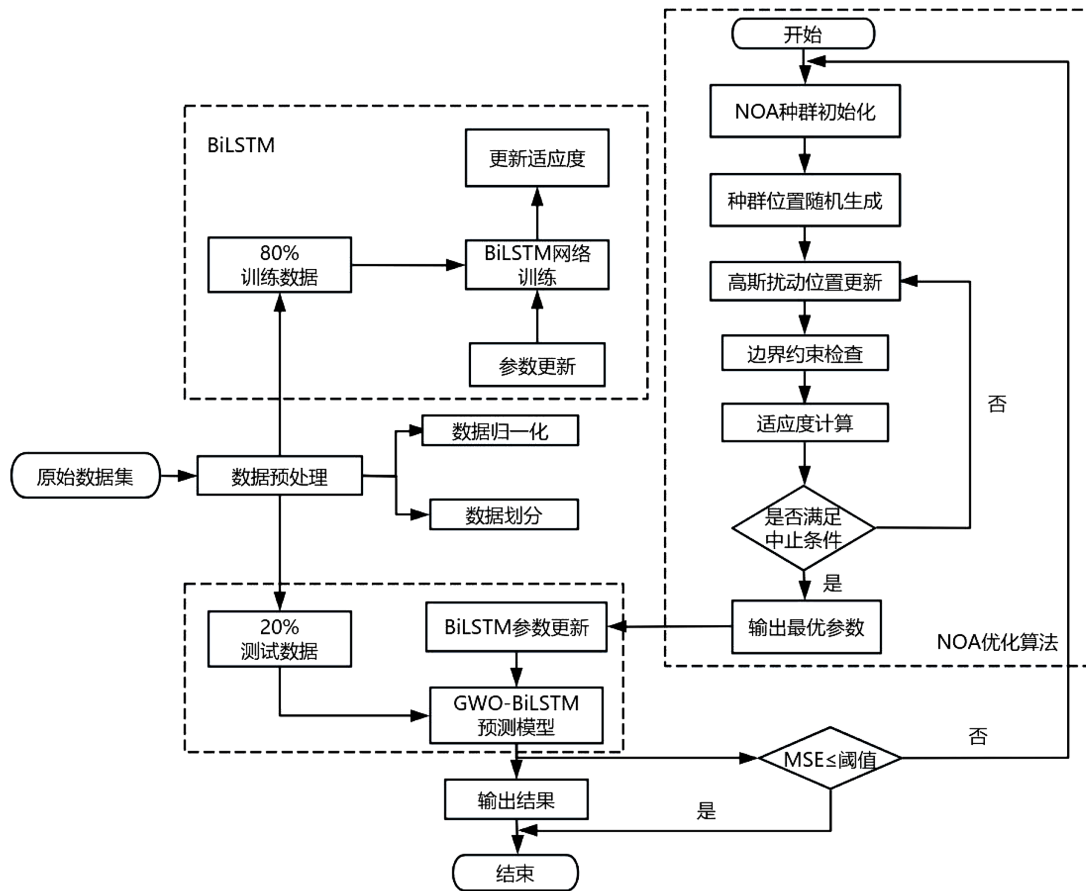 开始
NOA种群初始化
种群位置随机生成
高斯扰动位置更新
边界约束检查
适应度计算
是否满足
中止条件
否
是
输出最优参数
NOA优化算法
BiLSTM
更新适应度
80%
训练数据
BiLSTM网络
训练
参数更新
原始数据集
数据预处理
数据归一化
数据划分
20%
测试数据
BiLSTM参数更新
GWO-BiLSTM
预测模型
MSE≤阈值
否
是
输出结果
结束